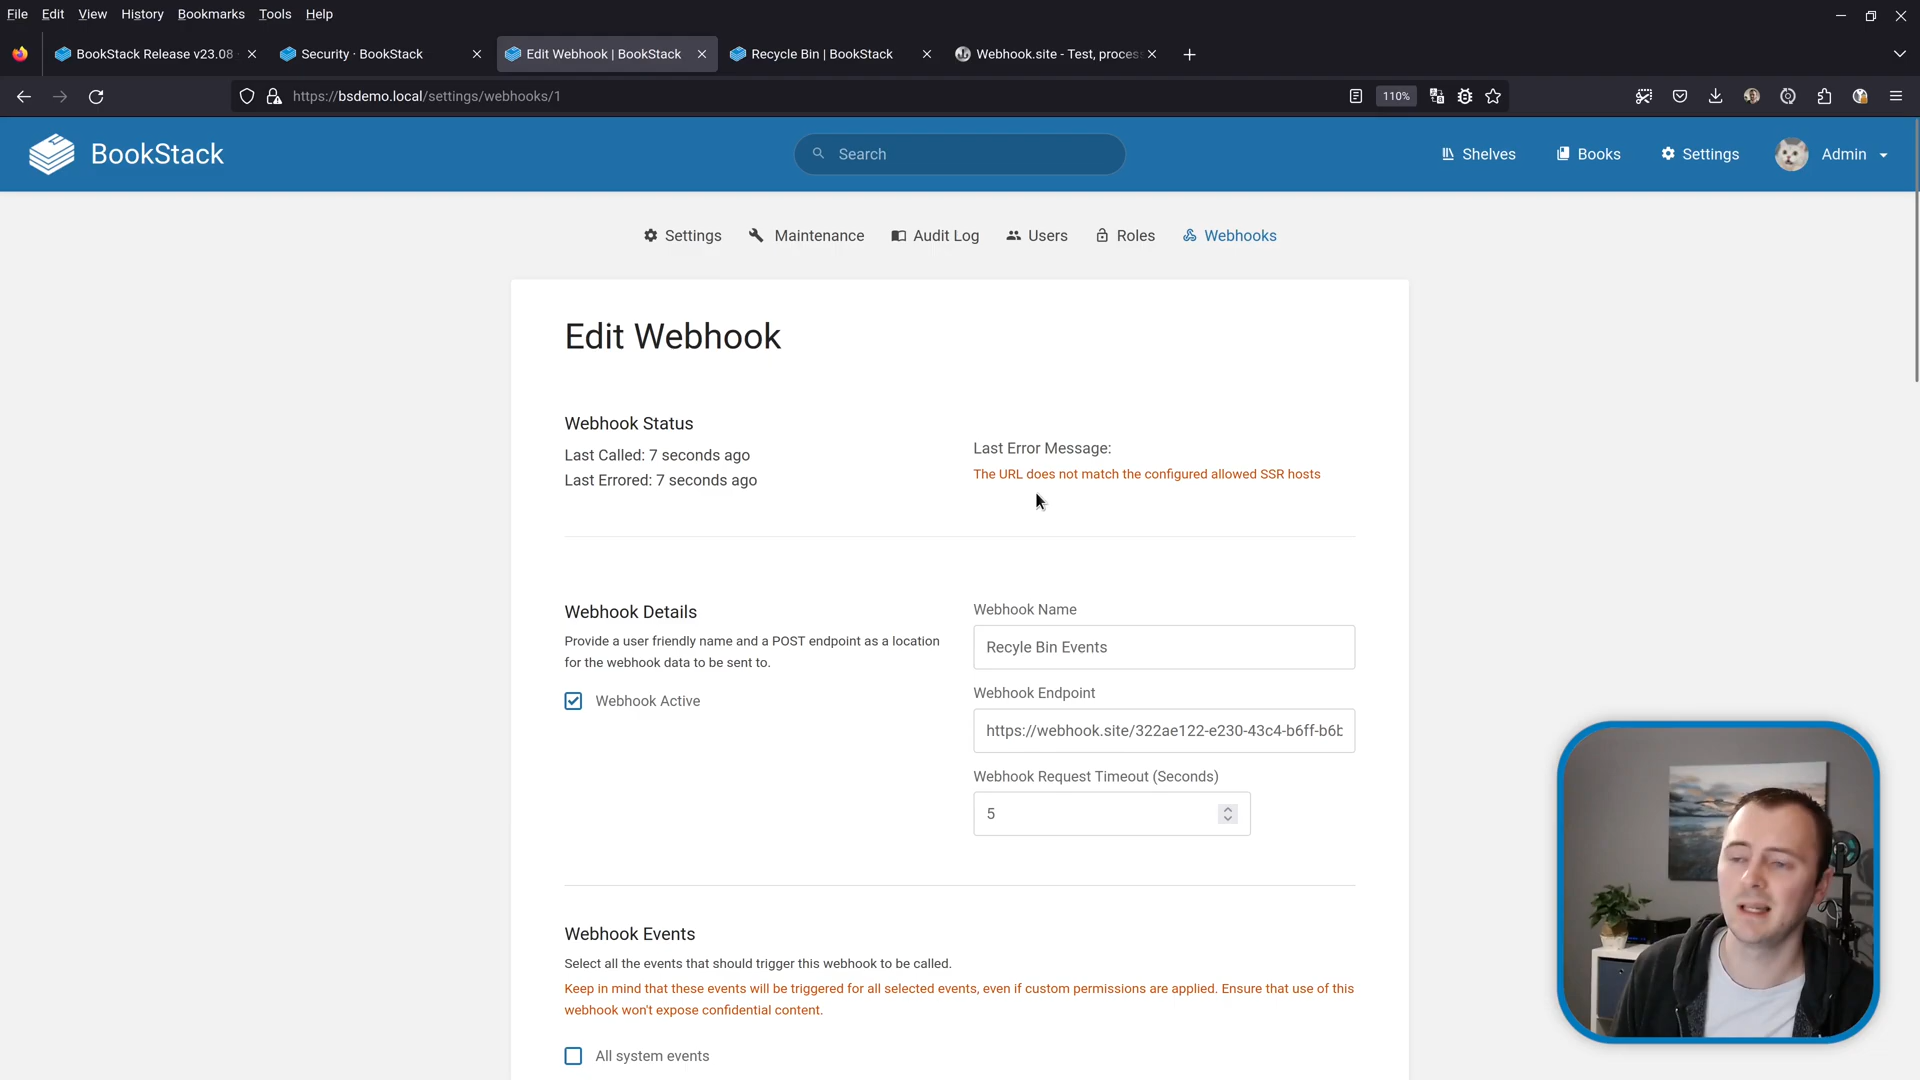 File Edit View History Bookmarks Tools Help
BookStack Release v23.08
Security · BookStack
Edit Webhook | BookStack
Recycle Bin | BookStack
Webhook.site - Test, proces
https://bsdemo.local/settings/webhooks/1
110%
BookStack
Search
Shelves
Books
Settings
Admin
Settings
Maintenance
Audit Log
Users
Roles
Webhooks
Edit Webhook
Webhook Status
Last Called: 7 seconds ago
Last Errored: 7 seconds ago
Last Error Message:
The URL does not match the configured allowed SSR hosts
Webhook Details
Provide a user friendly name and a POST endpoint as a location
for the webhook data to be sent to.
Webhook Active
Webhook Name
Recyle Bin Events
Webhook Endpoint
https://webhook.site/322ae122-e230-43c4-b6ff-b6b
Webhook Request Timeout (Seconds)
5
Webhook Events
Select all the events that should trigger this webhook to be called.
Keep in mind that these events will be triggered for all selected events, even if custom permissions are applied. Ensure that use of this
webhook won't expose confidential content.
All system events